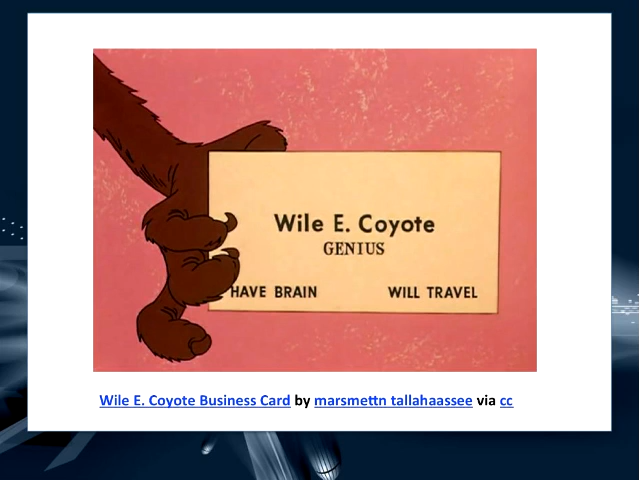 Wile E. Coyote
GENIUS
HAVE BRAIN WILL TRAVEL
Wile E. Coyote Business Card by marsmettn tallahaassee via cc